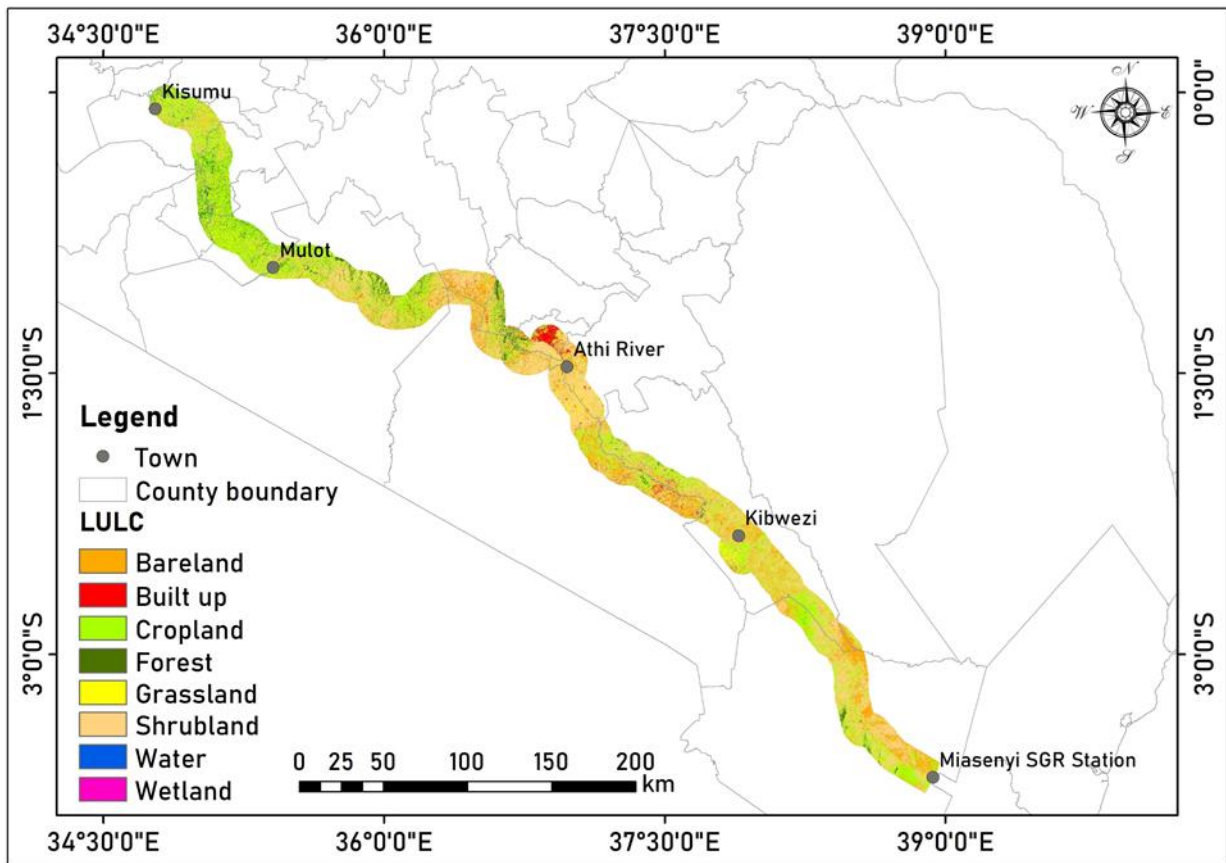 34°30'0"E 36°0'0"E 37°30'0"E 39°0'0"E
N
W E
S
0°0'0"
Kisumu
Mulot
Athi River
1°30'0"S
1°30'0"S
Legend
Town
County boundary
LULC
Bareland
Built up
Cropland
Forest
Grassland
Shrubland
Water
Wetland
Kibwezi
3°0'0"S
3°0'0"S
Miasenyi SGR Station
0 25 50 100 150 200
km
34°30'0"E 36°0'0"E 37°30'0"E 39°0'0"E